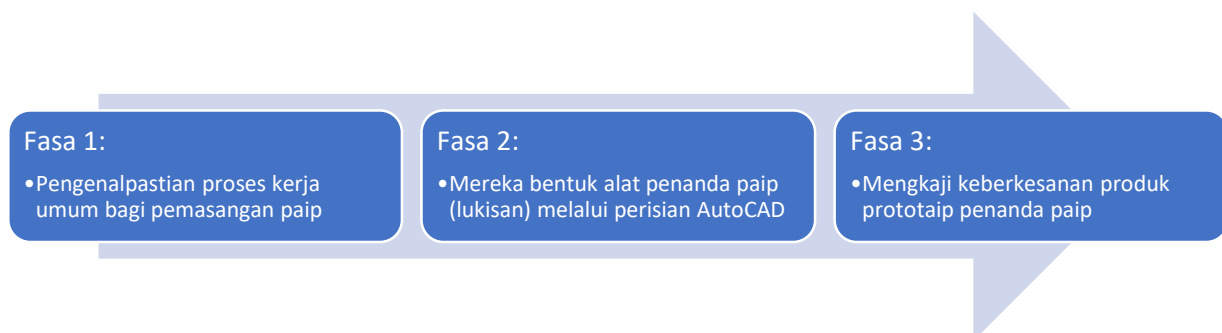 Fasa 1:
•Pengenalpastian proses kerja
umum bagi pemasangan paip
Fasa 2:
•Mereka bentuk alat penanda paip
(lukisan) melalui perisian AutoCAD
Fasa 3:
•Mengkaji keberkesanan produk
prototaip penanda paip